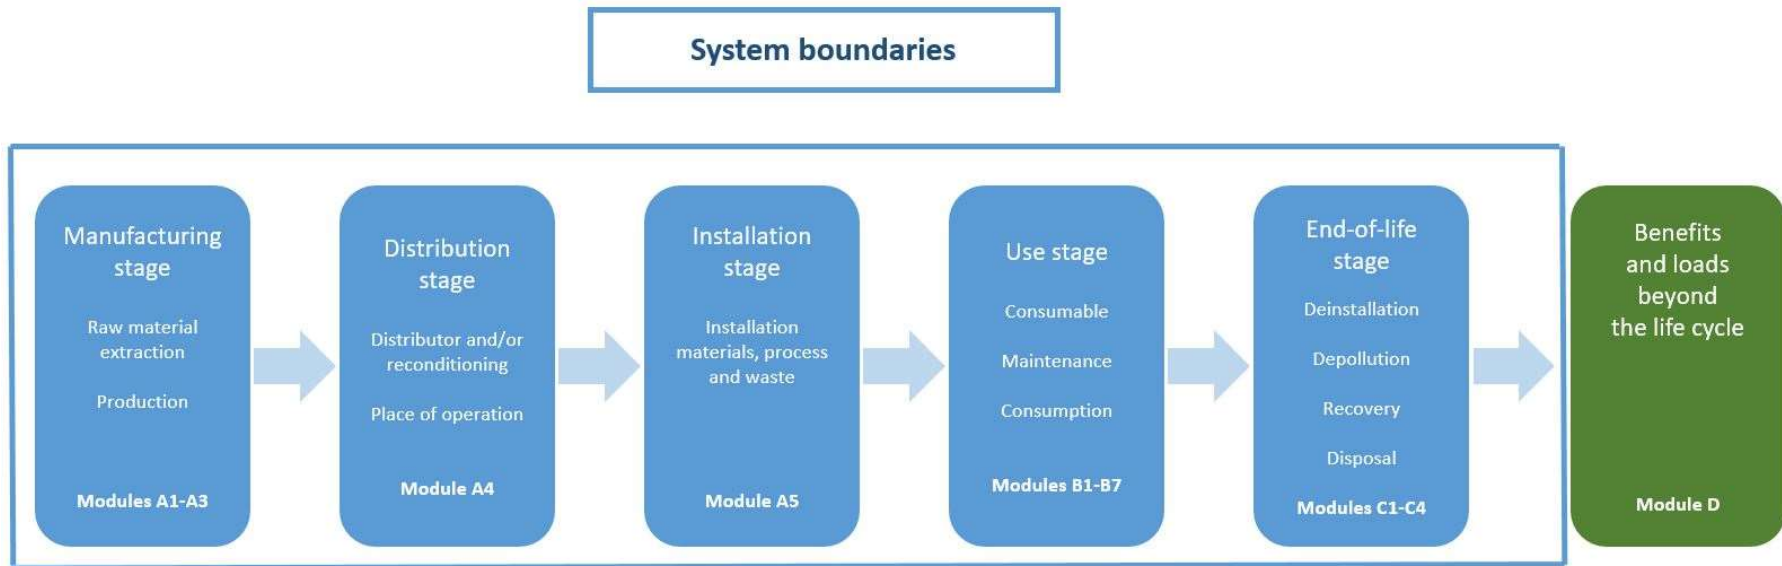 System boundaries
Manufacturing
stage
Raw material
extraction
Production
Modules A1-A3
Distribution
stage
Distributor and/or
reconditioning
Place of operation
Module A4
Installation
stage
Installation
materials, process
and waste
Module A5
Use stage
Consumable
Maintenance
Consumption
Modules B1-B7
End-of-life
stage
Deinstallation
Depollution
Recovery
Disposal
Modules C1-C4
Benefits
and loads
beyond
the life cycle
Module D